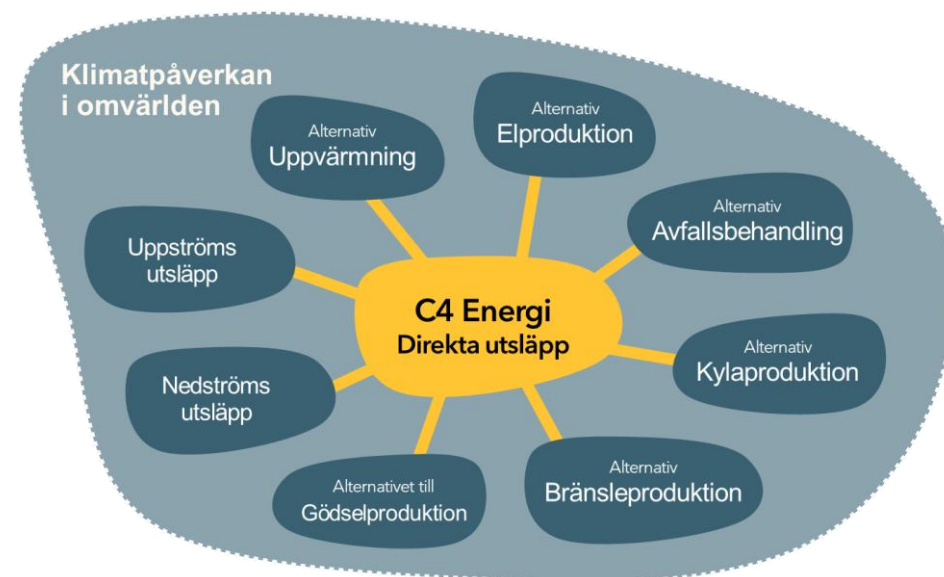 Klimatpåverkan
i omvärlden
Alternativ
Uppvärmning
Alternativ
Elproduktion
Alternativ
Avfallsbehandling
Uppströms
utsläpp
C4 Energi
Direkta utsläpp
Alternativ
Kylaproduktion
Nedströms
utsläpp
Alternativet till
Gödselproduktion
Alternativ
Bränsleproduktion